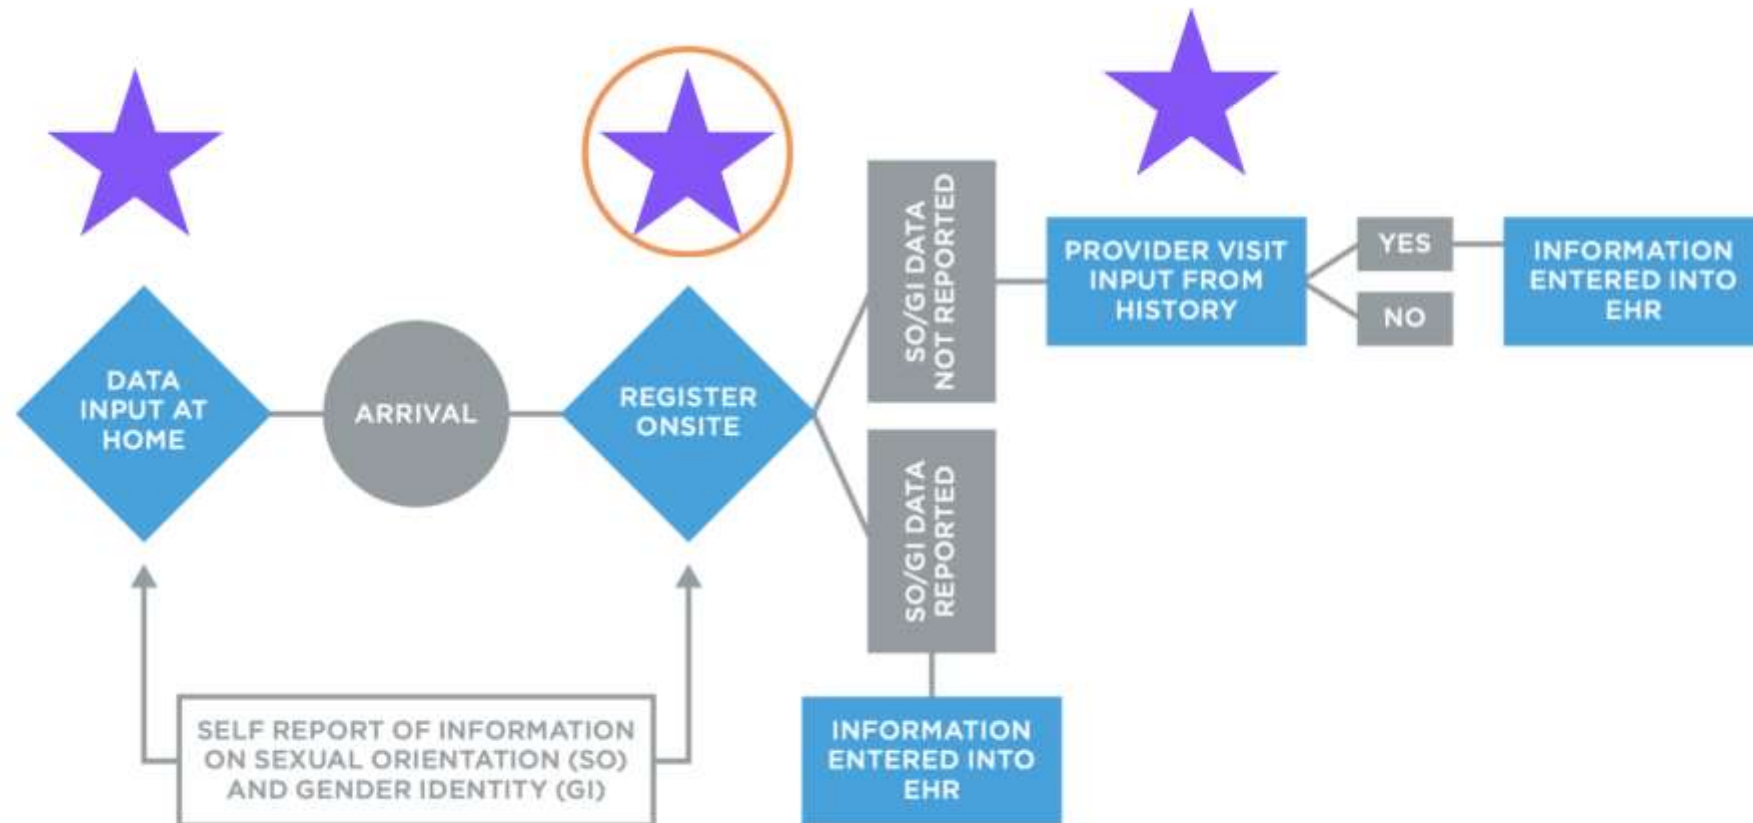 DATA
INPUT AT
HOME
ARRIVAL
REGISTER
ONSITE
SO/GI DATA
NOT REPORTED
PROVIDER VISIT
INPUT FROM
HISTORY
YES
NO
INFORMATION
ENTERED INTO
EHR
SO/GI DATA
REPORTED
INFORMATION
ENTERED INTO
EHR
SELF REPORT OF INFORMATION
ON SEXUAL ORIENTATION (SO)
AND GENDER IDENTITY (GI)